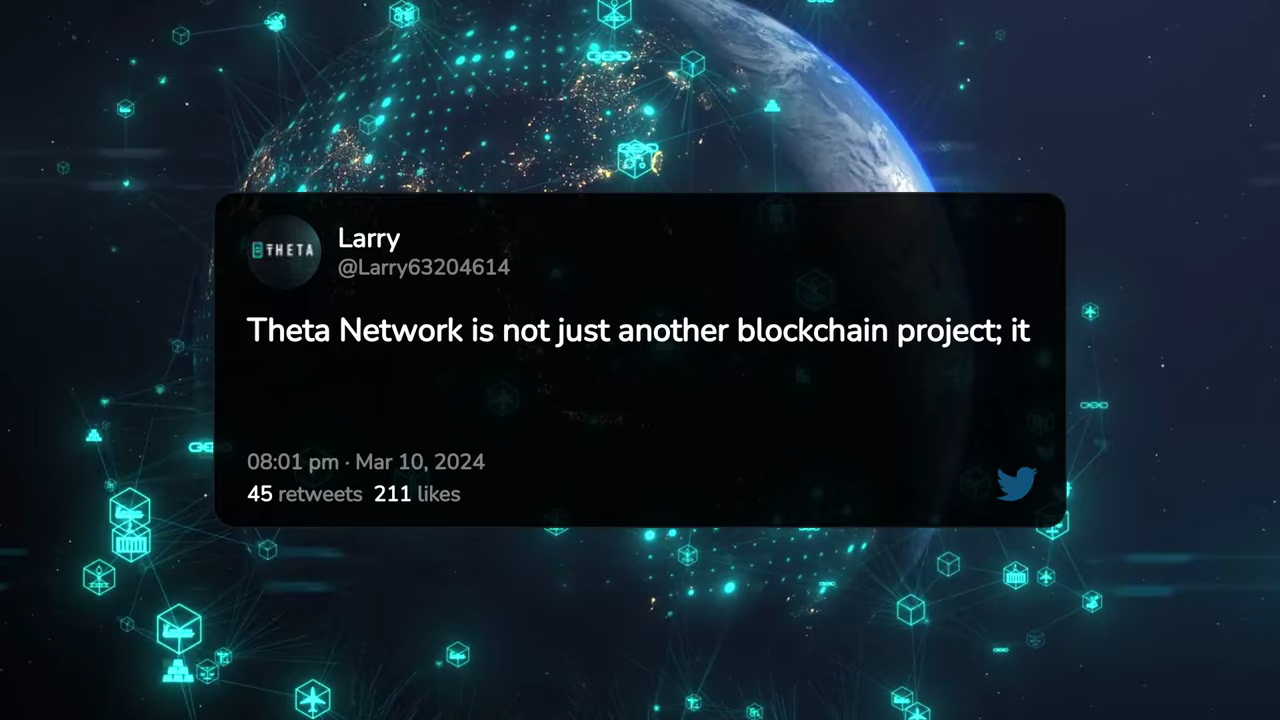 THETA
Larry
@Larry63204614
Theta Network is not just another blockchain project; it
08:01 pm · Mar 10, 2024
45 retweets 211 likes